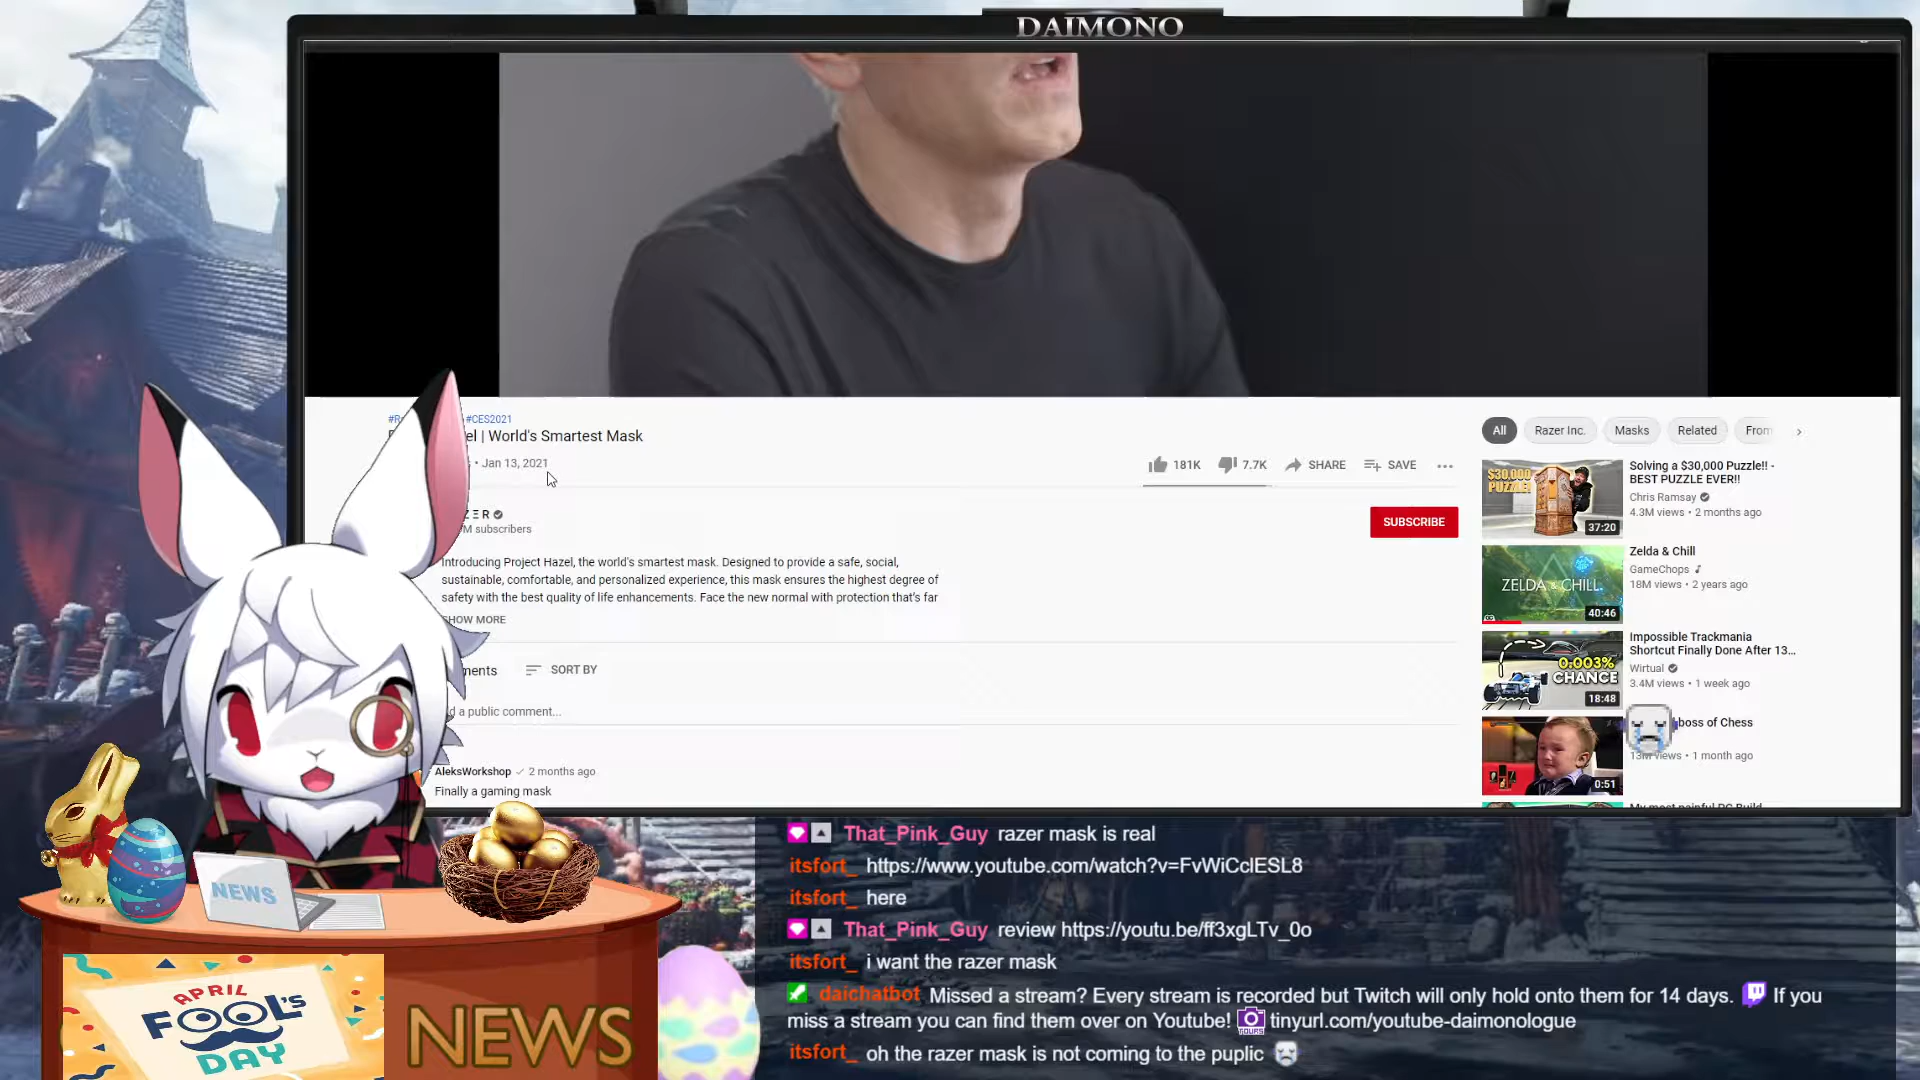 DAIMONO
#CES2021
| World's Smartest Mask
• Jan 13, 2021
181K
7.7K
SHARE
SAVE
SUBSCRIBE
subscribers
Introducing Project Hazel, the world's smartest mask. Designed to provide a safe, social,
sustainable, comfortable, and personalized experience, this mask ensures the highest degree of
safety with the best quality of life enhancements. Face the new normal with protection that's far
SHOW MORE
SORT BY
a public comment...
AleksWorkshop
2 months ago
Finally a gaming mask
All
Razer Inc.
Masks
Related
From
$30,000
PUZZLE!
37:20
Solving a $30,000 Puzzle!! -
BEST PUZZLE EVER!!
Chris Ramsay
4.3M views • 2 months ago
ZELDA & CHILL
40:46
Zelda & Chill
GameChops
18M views • 2 years ago
0.003%
CHANCE
18:48
Impossible Trackmania
Shortcut Finally Done After 13...
Wirtual
3.4M views • 1 week ago
0:51
boss of Chess
13M views • 1 month ago
My most painful PC Build
That_Pink_Guy razer mask is real
itsfort_ https://www.youtube.com/watch?v=FvWiCclESL8
itsfort_ here
That_Pink_Guy review https://youtu.be/ff3xgLTv_0o
itsfort_ i want the razer mask
daichatbot Missed a stream? Every stream is recorded but Twitch will only hold onto them for 14 days. If you
miss a stream you can find them over on Youtube! tinyurl.com/youtube-daimonologue
itsfort_ oh the razer mask is not coming to the puplic
NEWS
APRIL
FOOL'S
DAY
NEWS